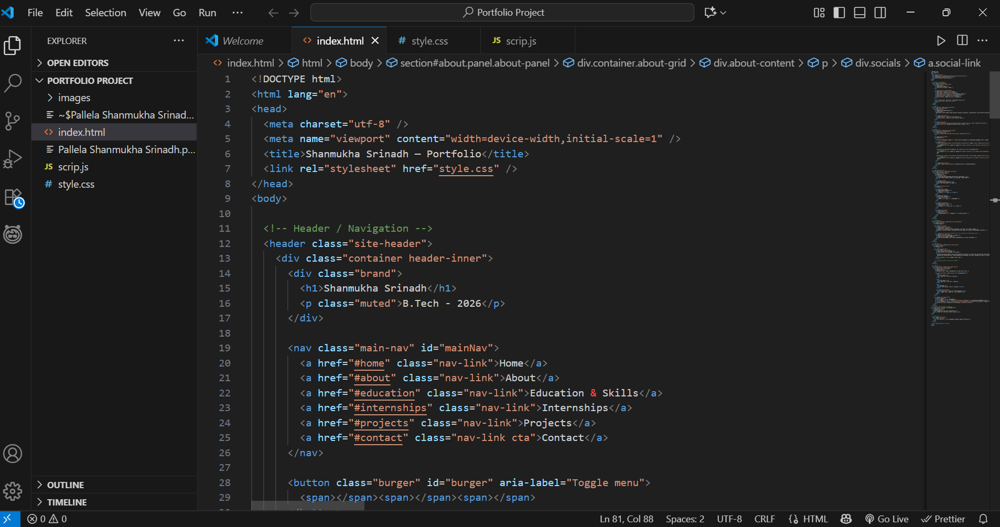 File Edit Selection View Go Run ··· Portfolio Project
EXPLORER ···
OPEN EDITORS
PORTFOLIO PROJECT
images
~$Pallela Shanmukha Srinad...
index.html
Pallela Shanmukha Srinadh.p...
JS scrip.js
# style.css
OUTLINE
TIMELINE
Welcome index.html # style.css JS scrip.js
index.html > html > body > section#about.panel.about-panel > div.container.about-grid > div.about-content > p > div.socials > a.social-link
1 <!DOCTYPE html>
2 <html lang="en">
3 <head>
4 <meta charset="utf-8" />
5 <meta name="viewport" content="width=device-width,initial-scale=1" />
6 <title>Shanmukha Srinadh — Portfolio</title>
7 <link rel="stylesheet" href="style.css" />
8 </head>
9 <body>
10
11 <!-- Header / Navigation -->
12 <header class="site-header">
13 <div class="container header-inner">
14 <div class="brand">
15 <h1>Shanmukha Srinadh</h1>
16 <p class="muted">B.Tech - 2026</p>
17 </div>
18
19 <nav class="main-nav" id="mainNav">
20 <a href="#home" class="nav-link">Home</a>
21 <a href="#about" class="nav-link">About</a>
22 <a href="#education" class="nav-link">Education & Skills</a>
23 <a href="#internships" class="nav-link">Internships</a>
24 <a href="#projects" class="nav-link">Projects</a>
25 <a href="#contact" class="nav-link cta">Contact</a>
26 </nav>
27
28 <button class="burger" id="burger" aria-label="Toggle menu">
29 <span></span><span></span><span></span>
0 0 Ln 81, Col 88 Spaces: 2 UTF-8 CRLF HTML Go Live Prettier